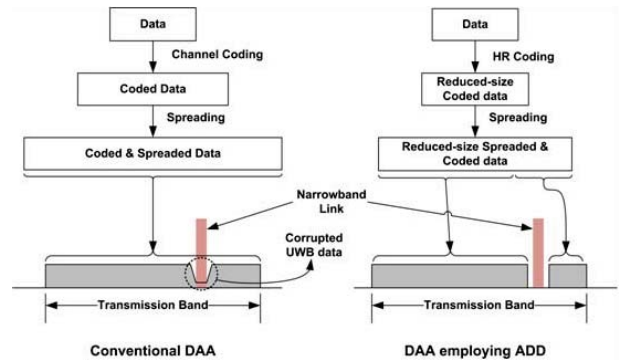 Data
Channel Coding
Coded Data
Spreading
Coded & Spreaded Data
Narrowband
Link
Corrupted
UWB data
Transmission Band
Conventional DAA
Data
HR Coding
Reduced-size
Coded data
Spreading
Reduced-size Spreaded &
Coded data
Transmission Band
DAA employing ADD